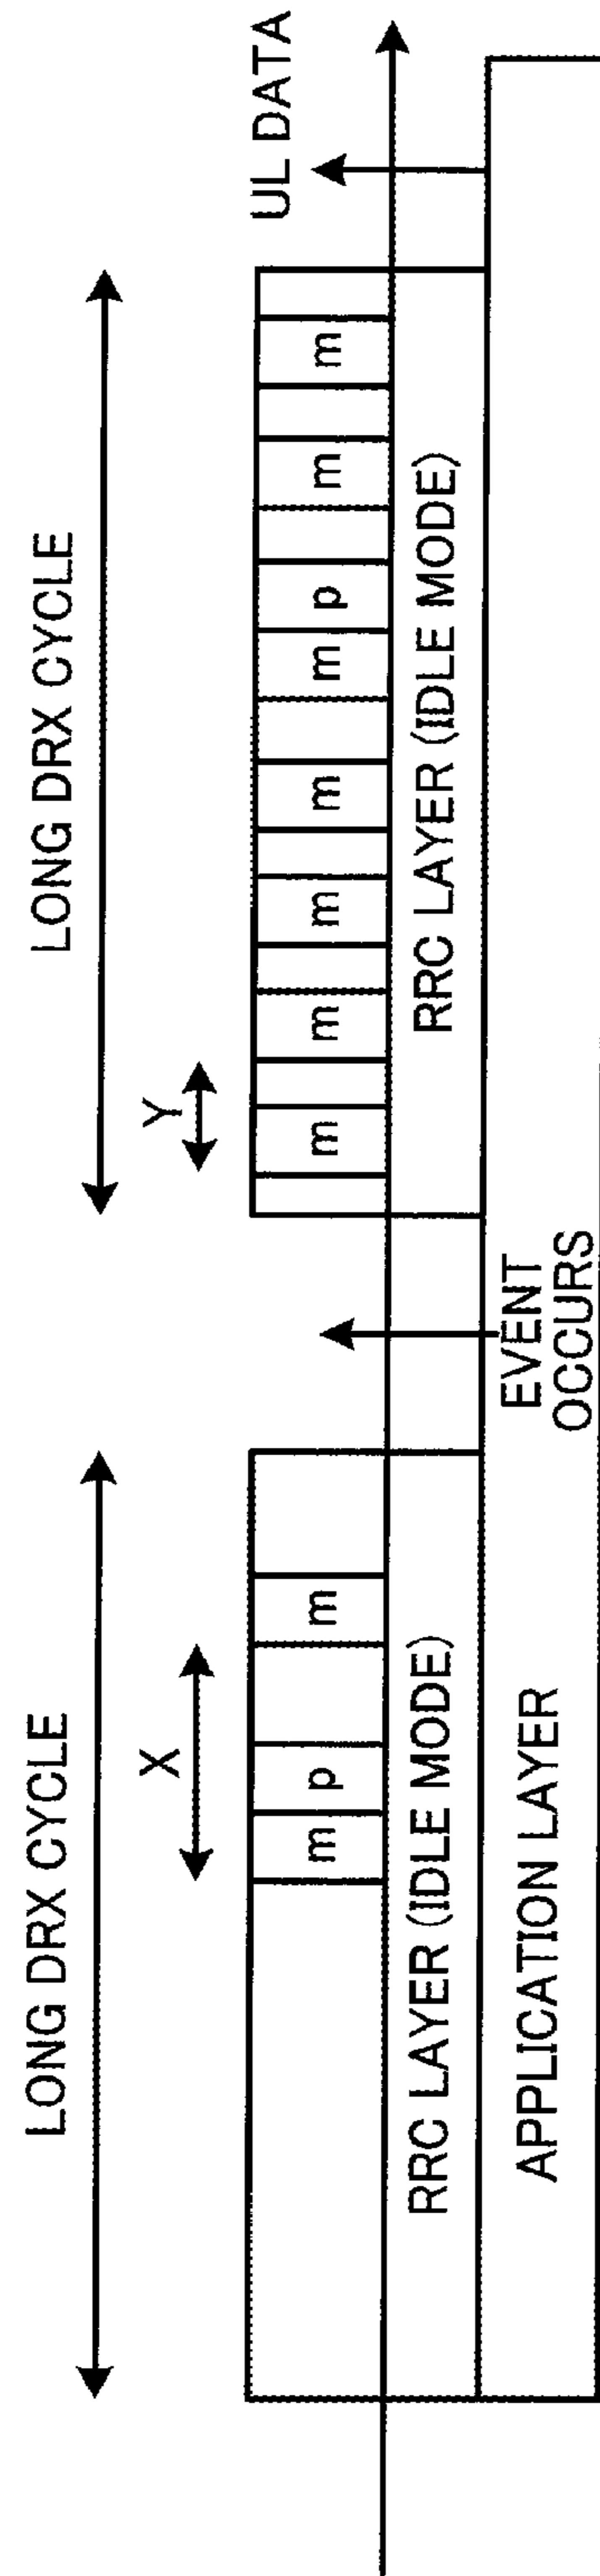 LONG DRX CYCLE
LONG DRX CYCLE
X
Y
UL DATA
m
p
m
m
m
m
m
m
p
m
m
RRC LAYER (IDLE MODE)
EVENT
OCCURS
RRC LAYER (IDLE MODE)
APPLICATION LAYER